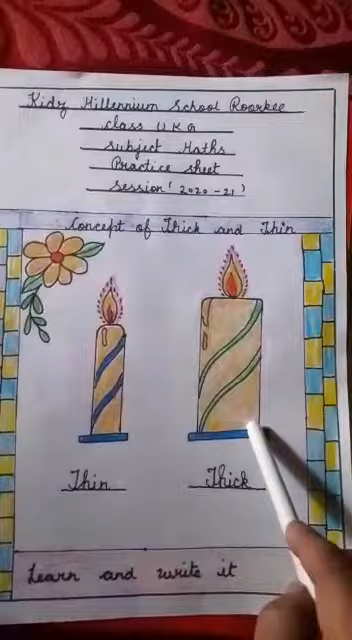 Kidz Millennium School Roorkee
class U K G
subject Maths
Practice sheet
session' (2020-21)
Concept of Thick and Thin
Thin
Thick
Learn and write it